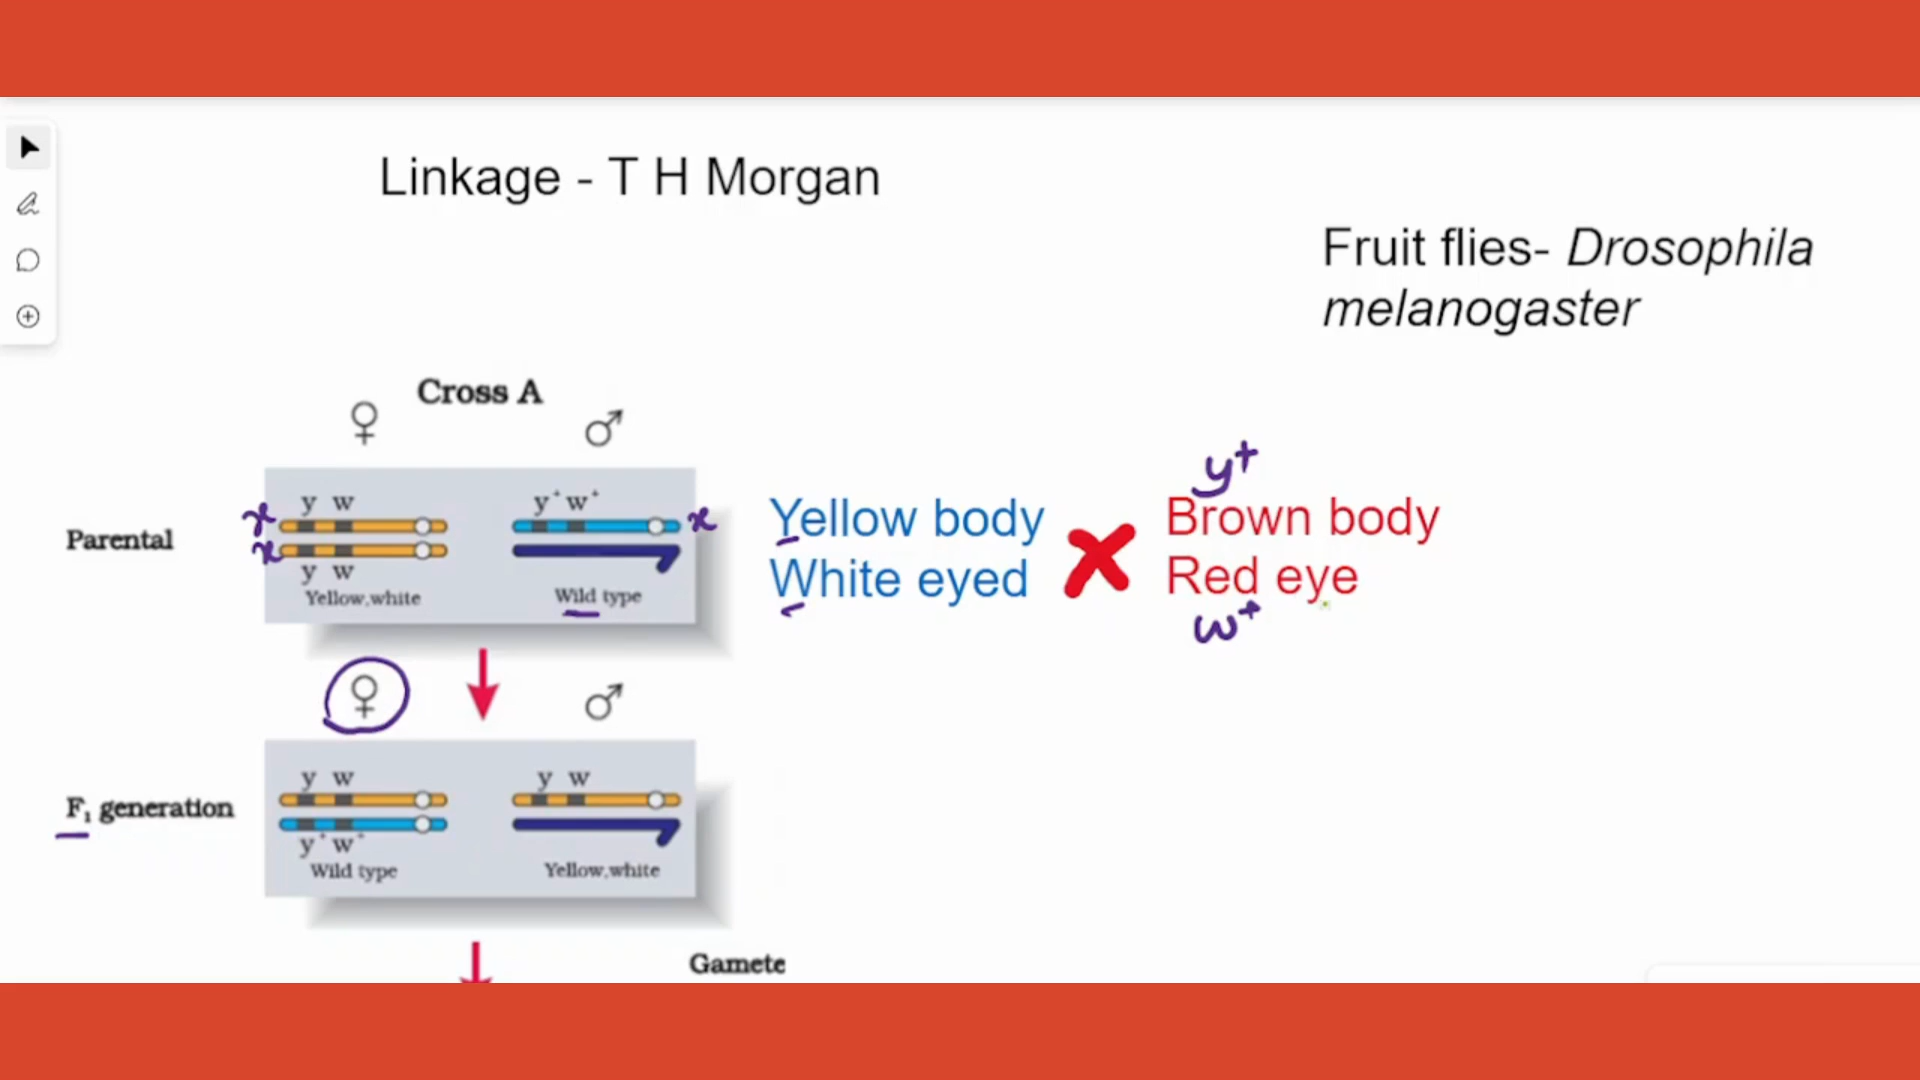 Linkage - T H Morgan
Fruit flies- Drosophila
melanogaster
Cross A
♀ ♂
Parental
x y w
x y w
Yellow,white
y⁺ w⁺ x
Wild type
Yellow body
White eyed
y+
Brown body
Red eye
w+
♀ ♂
F₁ generation
y w
y⁺ w⁺
Wild type
y w
Yellow,white
Gamete